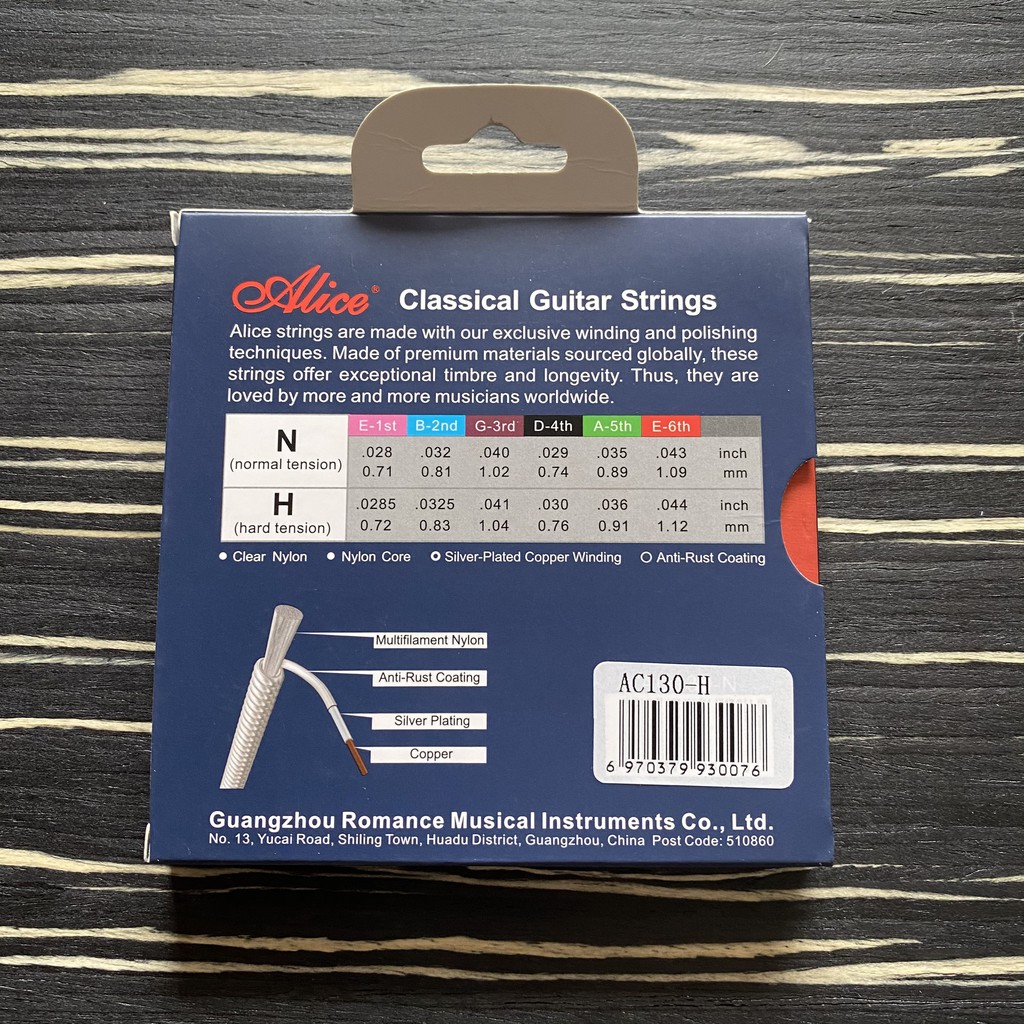 Alice® Classical Guitar Strings
Alice strings are made with our exclusive winding and polishing
techniques. Made of premium materials sourced globally, these
strings offer exceptional timbre and longevity. Thus, they are
loved by more and more musicians worldwide.
E-1st B-2nd G-3rd D-4th A-5th E-6th
N
(normal tension)
.028 .032 .040 .029 .035 .043 inch
0.71 0.81 1.02 0.74 0.89 1.09 mm
H
(hard tension)
.0285 .0325 .041 .030 .036 .044 inch
0.72 0.83 1.04 0.76 0.91 1.12 mm
Clear Nylon Nylon Core Silver-Plated Copper Winding Anti-Rust Coating
Multifilament Nylon
Anti-Rust Coating
Silver Plating
Copper
AC130-H
6 970379 930076
Guangzhou Romance Musical Instruments Co., Ltd.
No. 13, Yucai Road, Shiling Town, Huadu District, Guangzhou, China Post Code: 510860